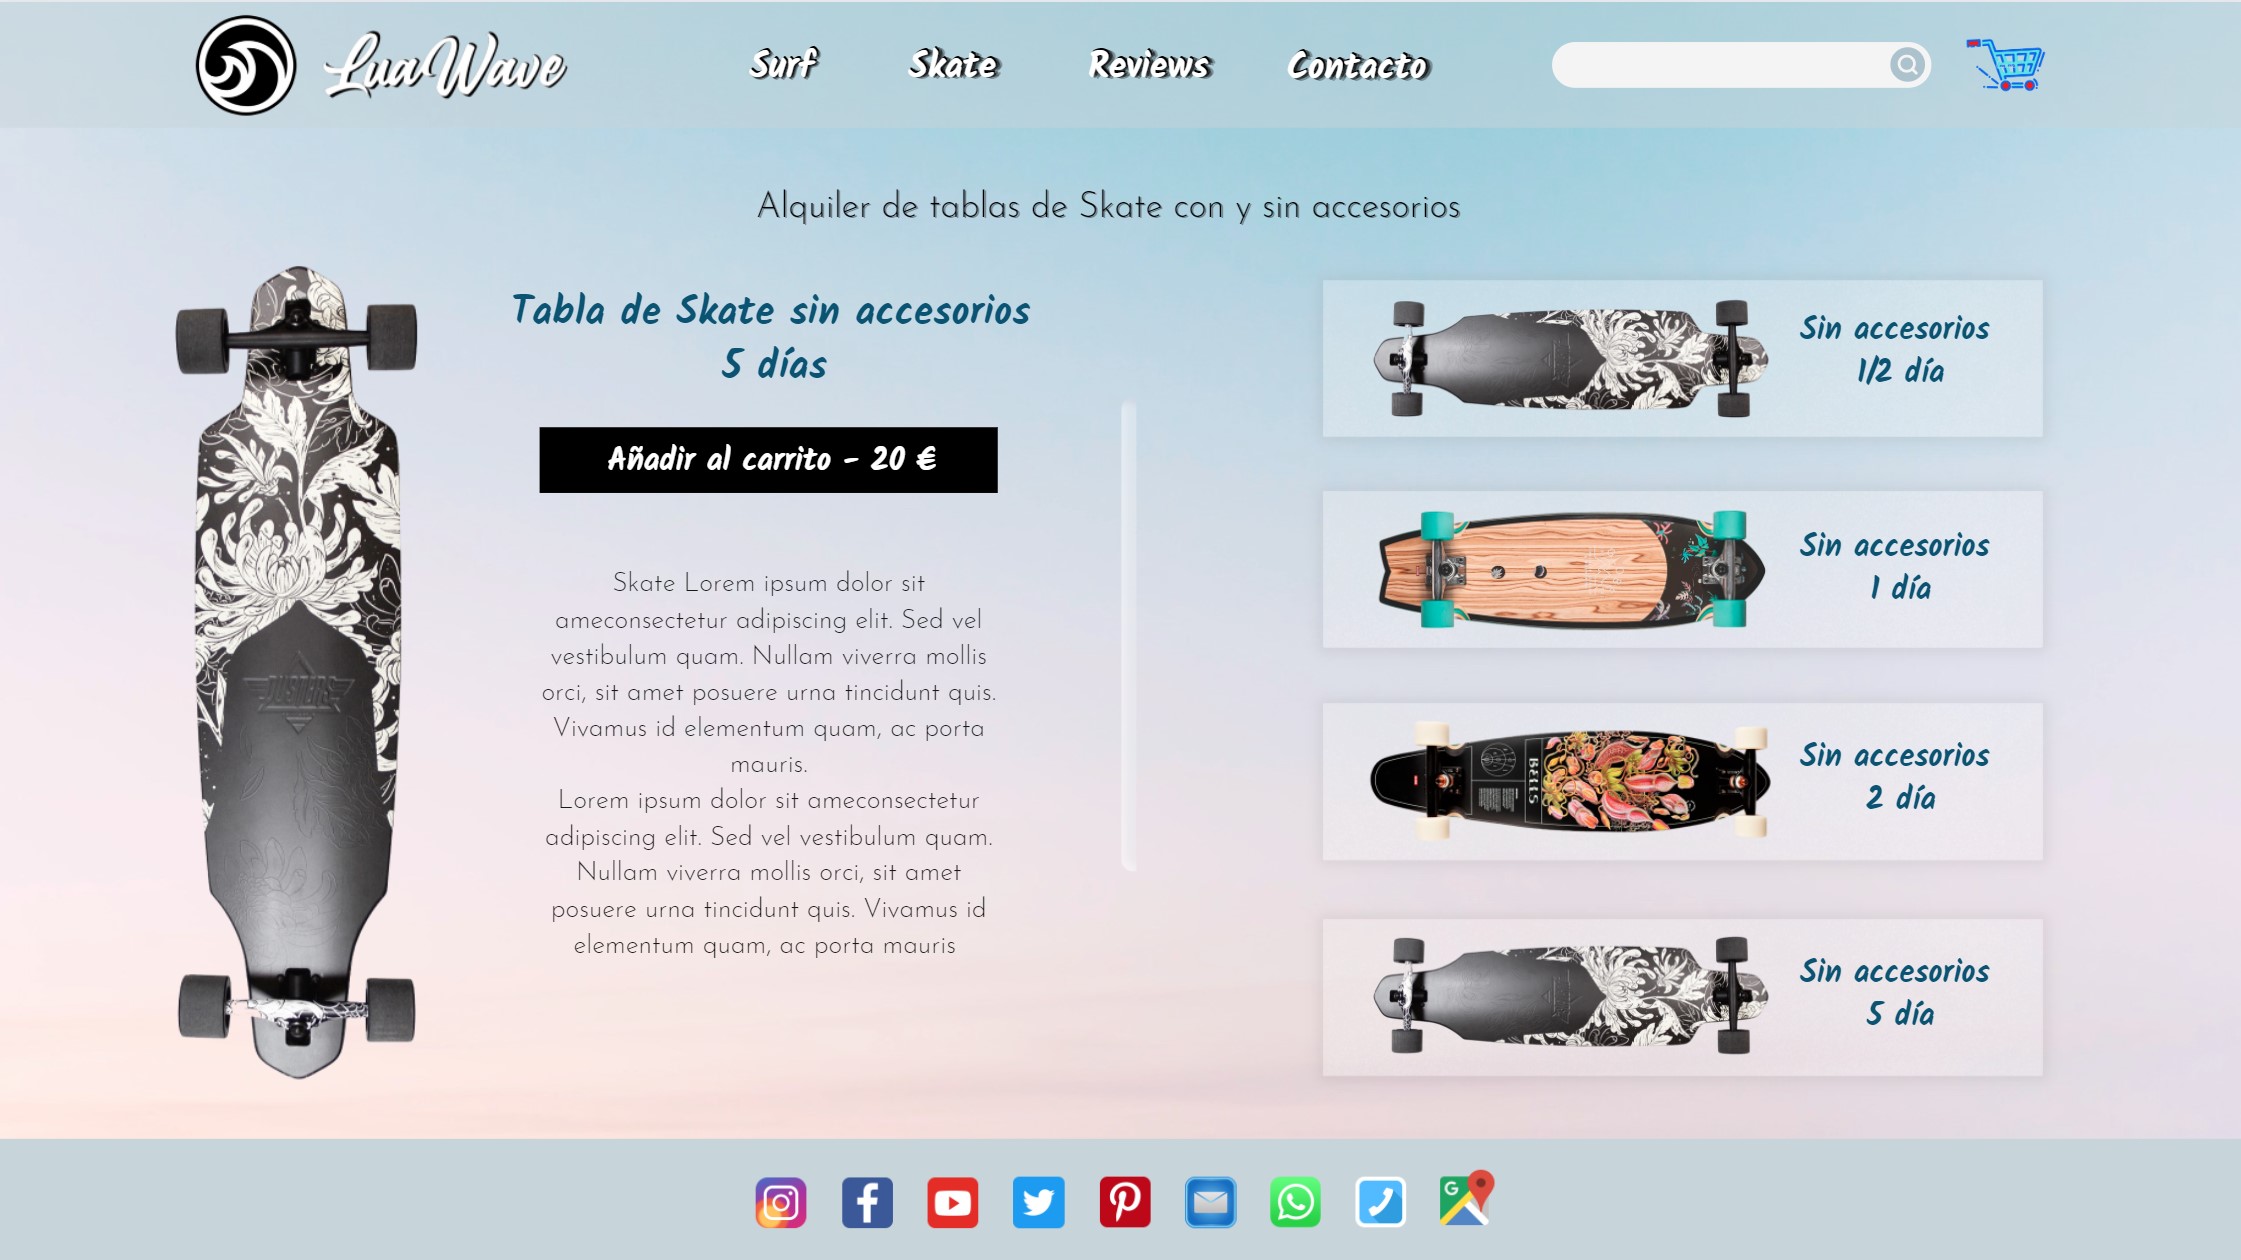 LuaWave
Surf
Skate
Reviews
Contacto
Alquiler de tablas de Skate con y sin accesorios
Tabla de Skate sin accesorios
5 días
Añadir al carrito - 20 €
Skate Lorem ipsum dolor sit
ameconsectetur adipiscing elit. Sed vel
vestibulum quam. Nullam viverra mollis
orci, sit amet posuere urna tincidunt quis.
Vivamus id elementum quam, ac porta
mauris.
Lorem ipsum dolor sit ameconsectetur
adipiscing elit. Sed vel vestibulum quam.
Nullam viverra mollis orci, sit amet
posuere urna tincidunt quis. Vivamus id
elementum quam, ac porta mauris
DUSTERS
Sin accesorios
1/2 día
Sin accesorios
1 día
BELLS
Sin accesorios
2 día
Sin accesorios
5 día